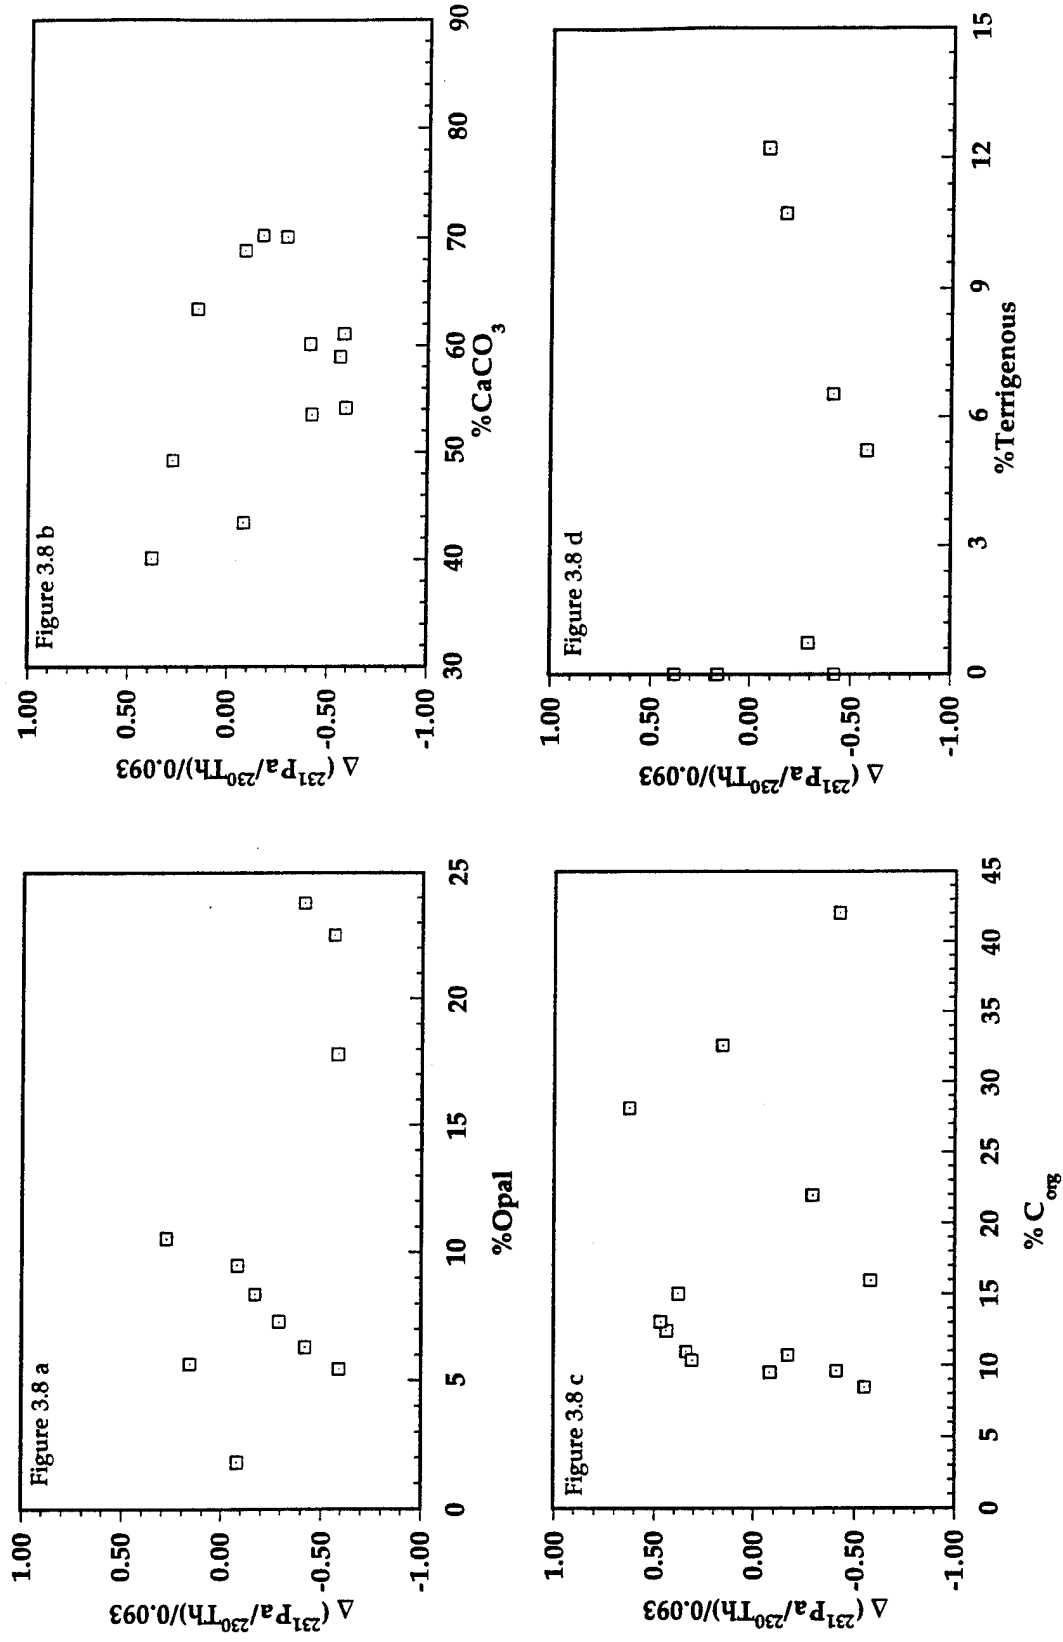 Figure 3.8 a
1.00
0.50
0.00
-0.50
-1.00
Δ (²³¹Pa/²³⁰Th)/0.093
0 5 10 15 20 25
%Opal
Figure 3.8 b
1.00
0.50
0.00
-0.50
-1.00
Δ (²³¹Pa/²³⁰Th)/0.093
30 40 50 60 70 80 90
%CaCO₃
Figure 3.8 c
1.00
0.50
0.00
-0.50
-1.00
Δ (²³¹Pa/²³⁰Th)/0.093
0 5 10 15 20 25 30 35 40 45
% C org
Figure 3.8 d
1.00
0.50
0.00
-0.50
-1.00
Δ (²³¹Pa/²³⁰Th)/0.093
0 3 6 9 12 15
%Terrigenous